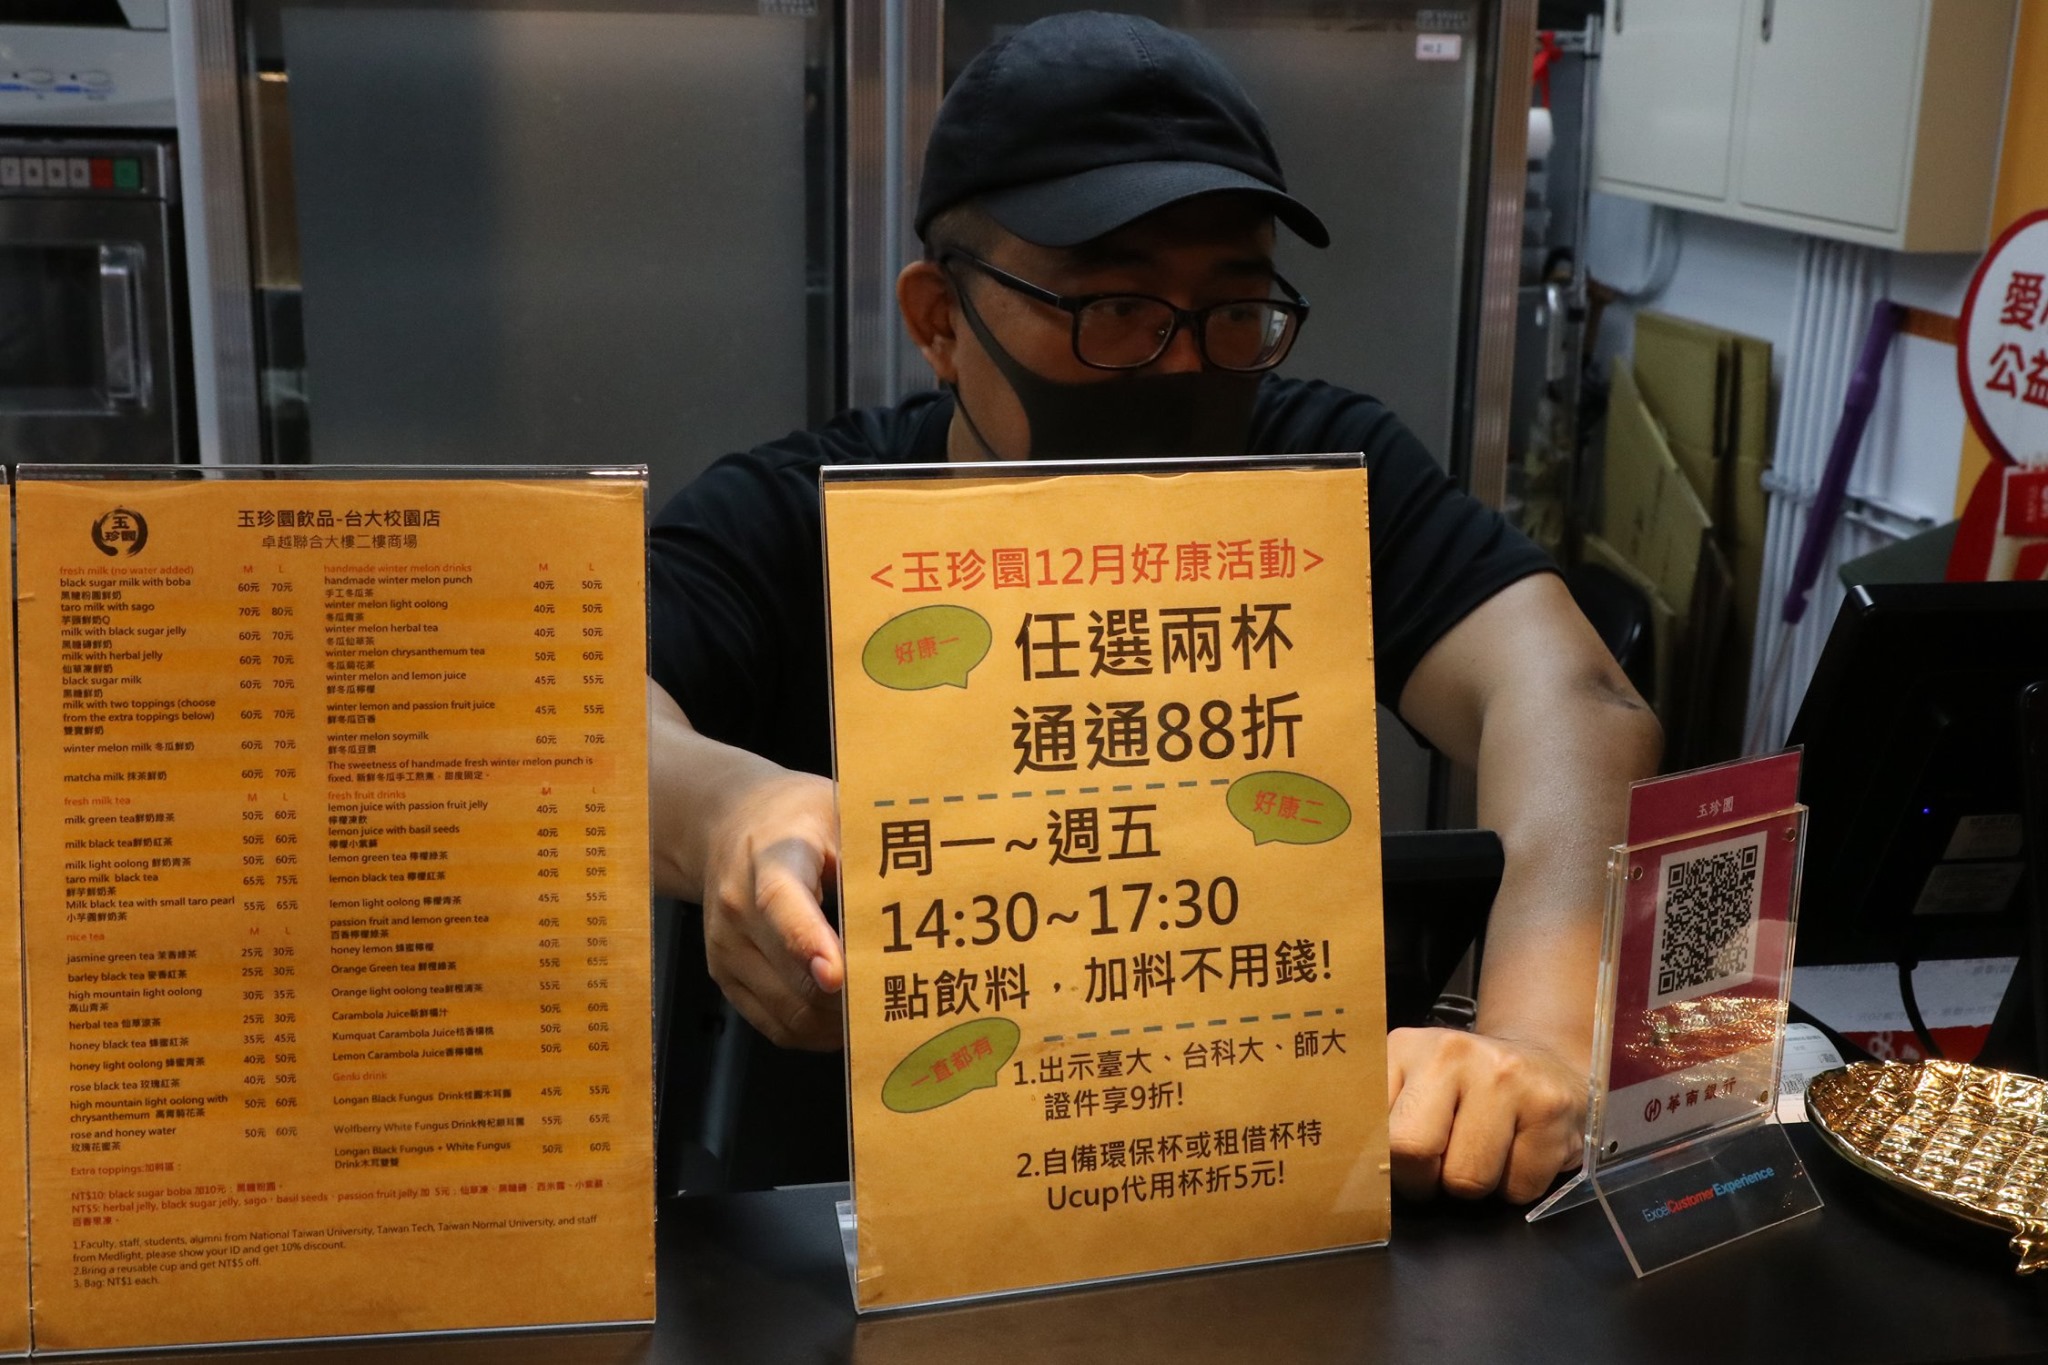 玉珍園飲品-台大校園店
卓越聯合大樓二樓商場
玉
珍園
fresh milk (no water added) M L
black sugar milk with boba 60元 70元
黑糖粉圓鮮奶
taro milk with sago 70元 80元
芋頭鮮奶Q
milk with black sugar jelly 60元 70元
黑糖磚鮮奶
milk with herbal jelly 60元 70元
仙草凍鮮奶
black sugar milk 60元 70元
黑糖鮮奶
milk with two toppings (choose
from the extra toppings below) 60元 70元
雙寶鮮奶
winter melon milk 冬瓜鮮奶 60元 70元
matcha milk 抹茶鮮奶 60元 70元
fresh milk tea M L
milk green tea鮮奶綠茶 50元 60元
milk black tea鮮奶紅茶 50元 60元
milk light oolong 鮮奶青茶 50元 60元
taro milk black tea 65元 75元
鮮芋鮮奶茶
Milk black tea with small taro pearl 55元 65元
小芋圓鮮奶茶
nice tea M L
jasmine green tea 茉香綠茶 25元 30元
barley black tea 麥香紅茶 25元 30元
high mountain light oolong 30元 35元
高山青茶
herbal tea 仙草涼茶 25元 30元
honey black tea 蜂蜜紅茶 35元 45元
honey light oolong 蜂蜜青茶 40元 50元
rose black tea 玫瑰紅茶 40元 50元
high mountain light oolong with 50元 60元
chrysanthemum 高青菊花茶
rose and honey water 50元 60元
玫瑰花蜜茶
handmade winter melon drinks M L
handmade winter melon punch 40元 50元
手工冬瓜茶
winter melon light oolong 40元 50元
冬瓜青茶
winter melon herbal tea 40元 50元
冬瓜仙草茶
winter melon chrysanthemum tea 50元 60元
冬瓜菊花茶
winter melon and lemon juice 45元 55元
鮮冬瓜檸檬
winter lemon and passion fruit juice 45元 55元
鮮冬瓜百香
winter melon soymilk 60元 70元
鮮冬瓜豆漿
The sweetness of handmade fresh winter melon punch is
fixed. 新鮮冬瓜手工熬煮，甜度固定。
fresh fruit drinks M L
lemon juice with passion fruit jelly 40元 50元
檸檬凍飲
lemon juice with basil seeds 40元 50元
檸檬小紫蘇
lemon green tea 檸檬綠茶 40元 50元
lemon black tea 檸檬紅茶 40元 50元
lemon light oolong 檸檬青茶 45元 55元
passion fruit and lemon green tea 40元 50元
百香檸檬綠茶
honey lemon 蜂蜜檸檬 40元 50元
Orange Green tea 鮮橙綠茶 55元 65元
Orange light oolong tea鮮橙清茶 55元 65元
Carambola Juice新鮮楊汁 50元 60元
Kumquat Carambola Juice桔香楊桃 50元 60元
Lemon Carambola Juice香檸楊桃 50元 60元
Genki drink
Longan Black Fungus Drink桂圓木耳露 45元 55元
Wolfberry White Fungus Drink枸杞銀耳露 55元 65元
Longan Black Fungus + White Fungus 50元 60元
Drink木耳雙響
Extra toppings:加料區：
NT$10: black sugar boba 加10元：黑糖粉圓。
NT$5: herbal jelly, black sugar jelly, sago、basil seeds、passion fruit jelly 加 5元：仙草凍、黑糖磚、西米露、小紫蘇、
百香果凍。
1.Faculty, staff, students, alumni from National Taiwan University, Taiwan Tech, Taiwan Normal University, and staff
from Medlight, please show your ID and get 10% discount.
2.Bring a reusable cup and get NT$5 off.
3. Bag: NT$1 each.
<玉珍園12月好康活動>
好康一
任選兩杯
通通88折
好康二
周一~週五
14:30~17:30
點飲料，加料不用錢!
一直都有
1.出示臺大、台科大、師大
證件享9折!
2.自備環保杯或租借杯特
Ucup代用杯折5元!
玉珍園
華南銀行
ExcelCustomerExperience
愛
公益